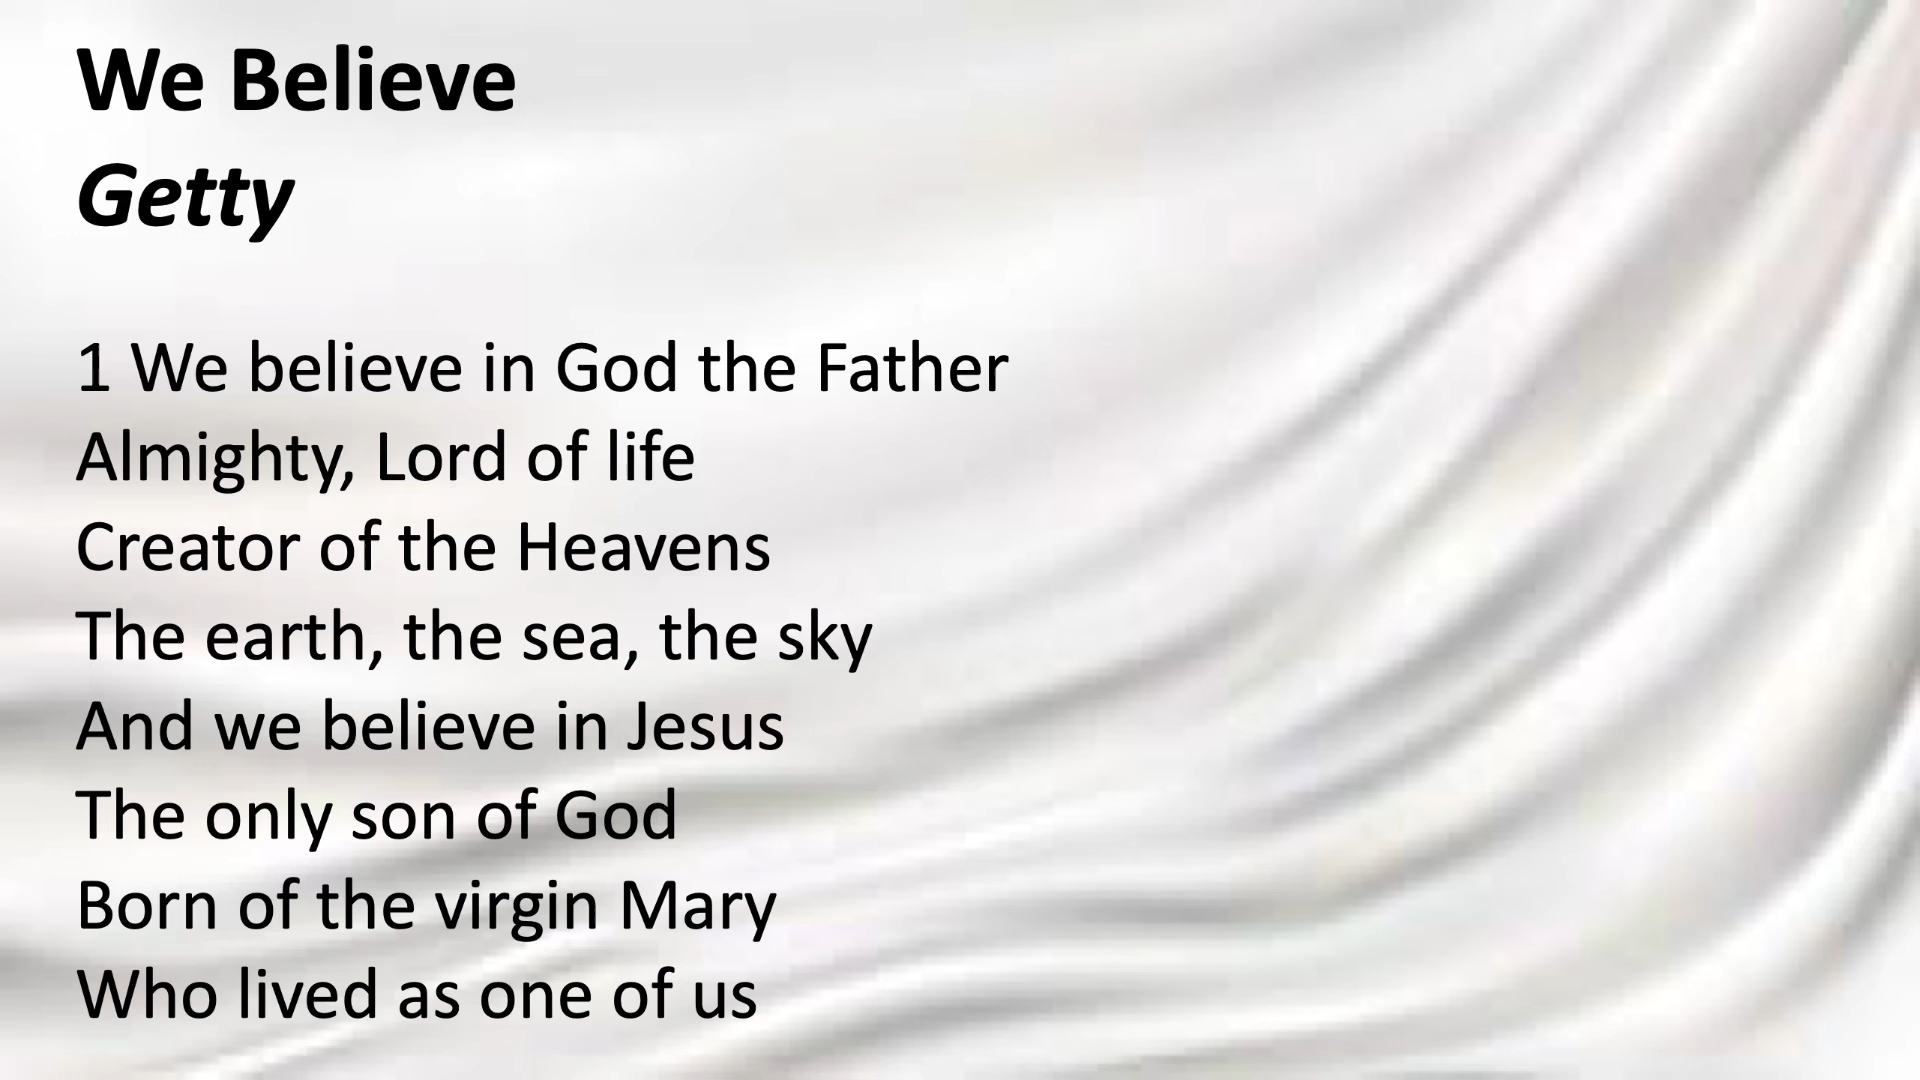 We Believe
Getty
1 We believe in God the Father
Almighty, Lord of life
Creator of the Heavens
The earth, the sea, the sky
And we believe in Jesus
The only son of God
Born of the virgin Mary
Who lived as one of us